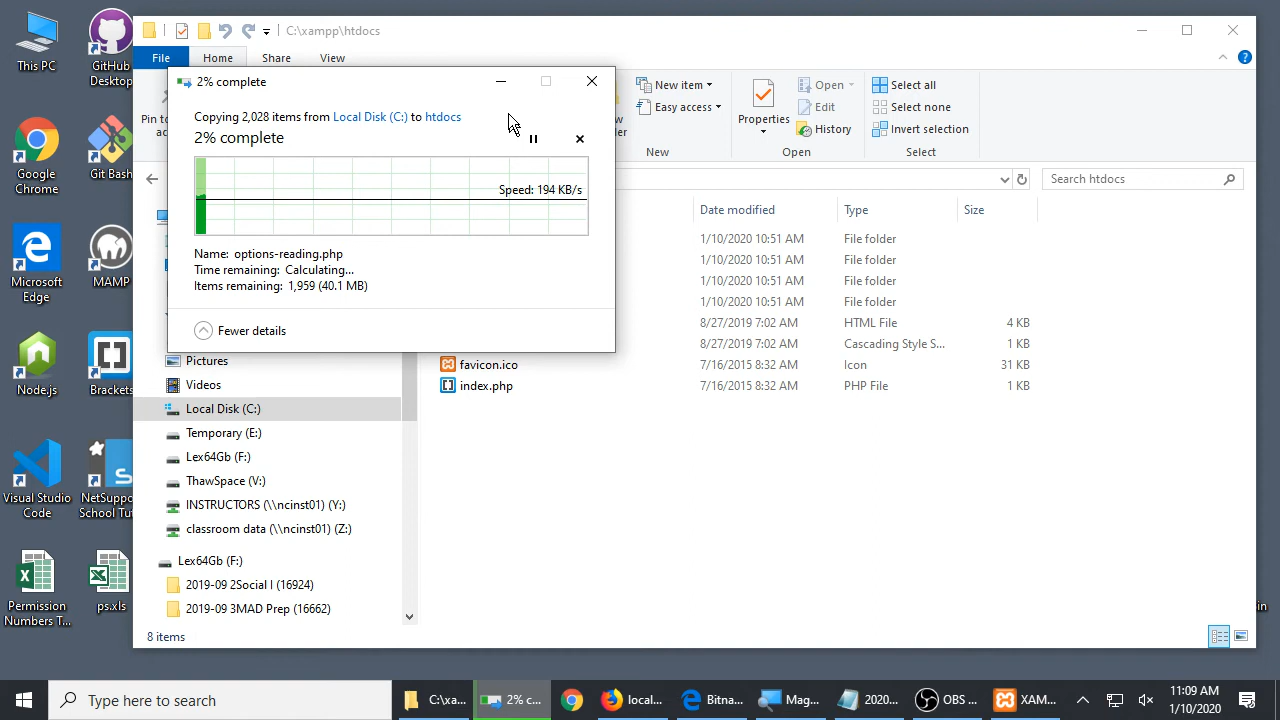 This PC
GitHub
Desktop
Google
Chrome
Git Bash
Microsoft
Edge
MAMP
Node.js
Brackets
Visual Studio
Code
NetSupport
School Tut
Permission
Numbers T...
ps.xls
C:\xampp\htdocs
File
Home
Share
View
New item
Easy access
New
Properties
Open
Edit
History
Open
Select all
Select none
Invert selection
Select
Search htdocs
2% complete
Copying 2,028 items from Local Disk (C:) to htdocs
2% complete
Speed: 194 KB/s
Name: options-reading.php
Time remaining: Calculating...
Items remaining: 1,959 (40.1 MB)
Fewer details
Date modified Type Size
1/10/2020 10:51 AM File folder
1/10/2020 10:51 AM File folder
1/10/2020 10:51 AM File folder
1/10/2020 10:51 AM File folder
8/27/2019 7:02 AM HTML File 4 KB
8/27/2019 7:02 AM Cascading Style S... 1 KB
favicon.ico 7/16/2015 8:32 AM Icon 31 KB
index.php 7/16/2015 8:32 AM PHP File 1 KB
Pictures
Videos
Local Disk (C:)
Temporary (E:)
Lex64Gb (F:)
ThawSpace (V:)
INSTRUCTORS (\\ncinst01) (Y:)
classroom data (\\ncinst01) (Z:)
Lex64Gb (F:)
2019-09 2Social I (16924)
2019-09 3MAD Prep (16662)
8 items
Type here to search
C:\xa...
2% c...
local...
Bitna...
Mag...
2020...
OBS ...
XAM...
11:09 AM
1/10/2020